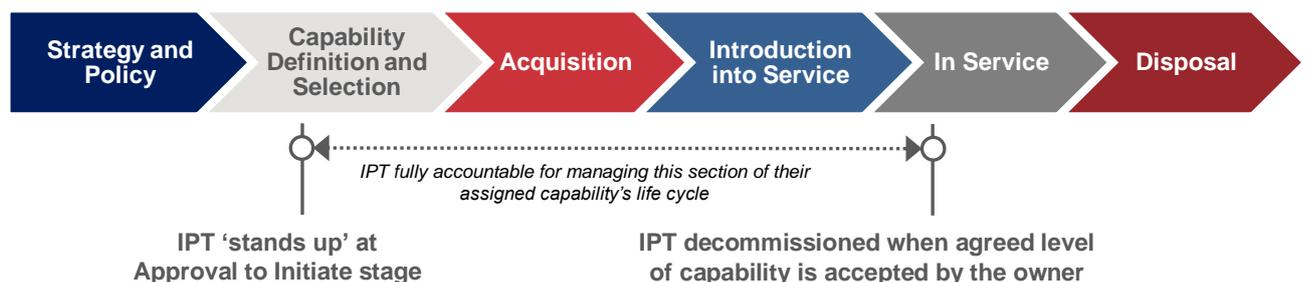 Strategy and
Policy
Capability
Definition and
Selection
Acquisition
Introduction
into Service
In Service
Disposal
IPT fully accountable for managing this section of their
assigned capability’s life cycle
IPT ‘stands up’ at
Approval to Initiate stage
IPT decommissioned when agreed level
of capability is accepted by the owner